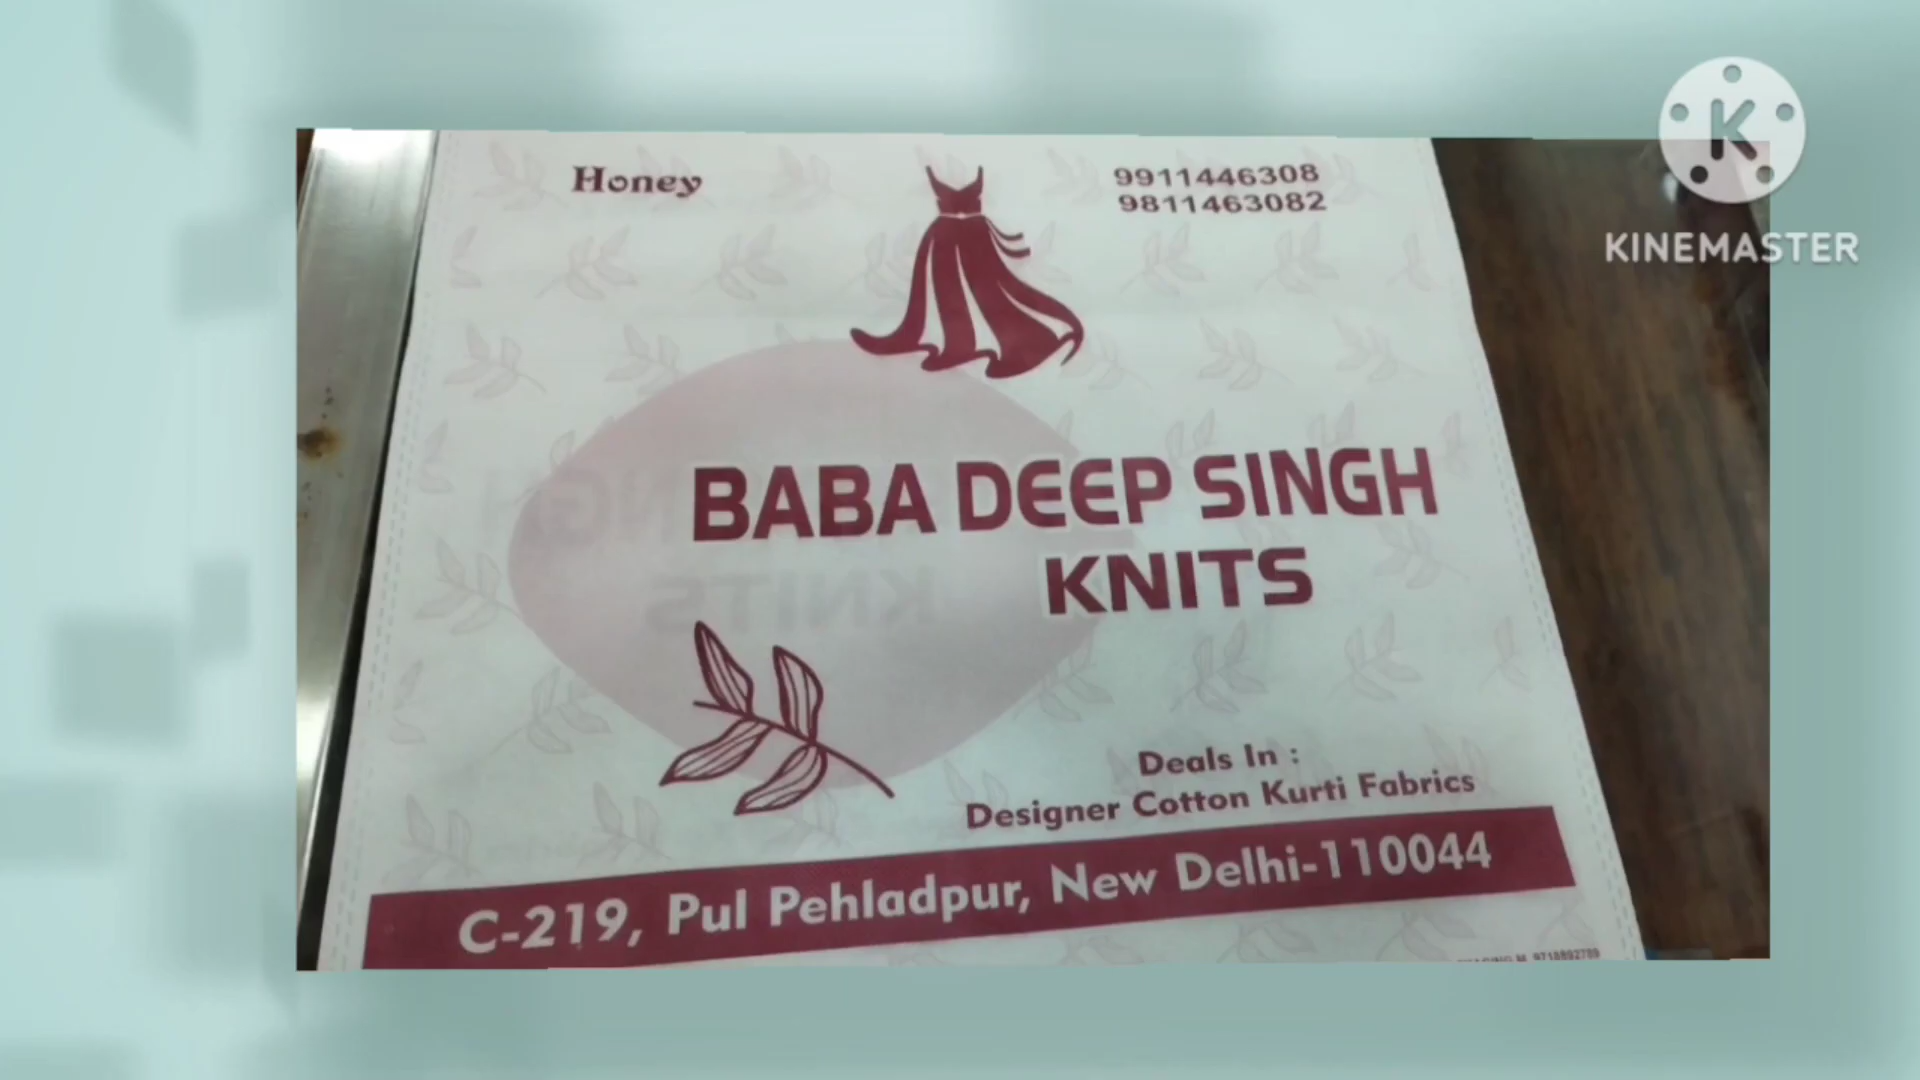 Honey
9911446308
9811463082
BABA DEEP SINGH
KNITS
Deals In :
Designer Cotton Kurti Fabrics
C-219, Pul Pehladpur, New Delhi-110044
9718892789
K
KINEMASTER